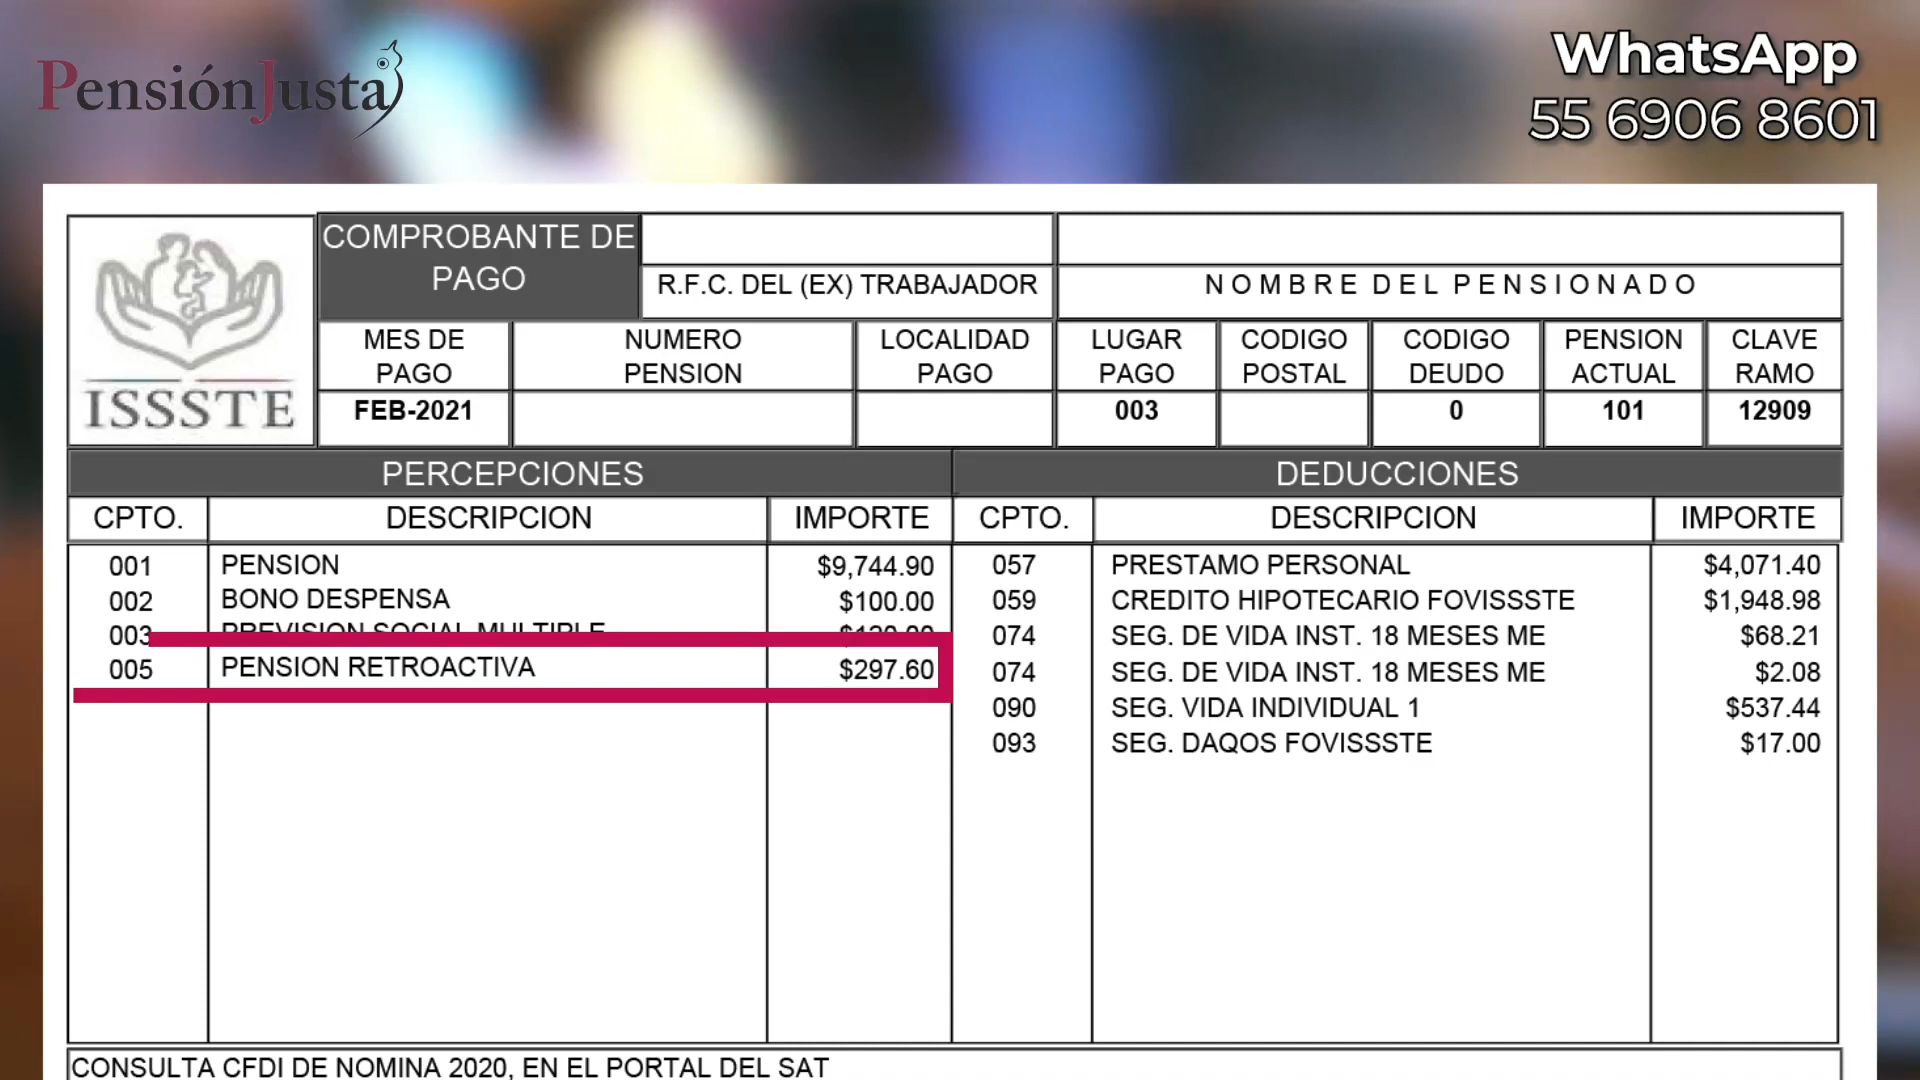 PensiónJusta
WhatsApp
55 6906 8601
ISSSTE
COMPROBANTE DE
PAGO
R.F.C. DEL (EX) TRABAJADOR
NOMBRE DEL PENSIONADO
MES DE PAGO
NUMERO PENSION
LOCALIDAD PAGO
LUGAR PAGO
CODIGO POSTAL
CODIGO DEUDO
PENSION ACTUAL
CLAVE RAMO
FEB-2021 003 0 101 12909
PERCEPCIONES DEDUCCIONES
CPTO. DESCRIPCION IMPORTE CPTO. DESCRIPCION IMPORTE
001 PENSION $9,744.90
002 BONO DESPENSA $100.00
003 PREVISION SOCIAL MULTIPLE $120.00
005 PENSION RETROACTIVA $297.60
057 PRESTAMO PERSONAL $4,071.40
059 CREDITO HIPOTECARIO FOVISSSTE $1,948.98
074 SEG. DE VIDA INST. 18 MESES ME $68.21
074 SEG. DE VIDA INST. 18 MESES ME $2.08
090 SEG. VIDA INDIVIDUAL 1 $537.44
093 SEG. DAQOS FOVISSSTE $17.00
CONSULTA CFDI DE NOMINA 2020, EN EL PORTAL DEL SAT